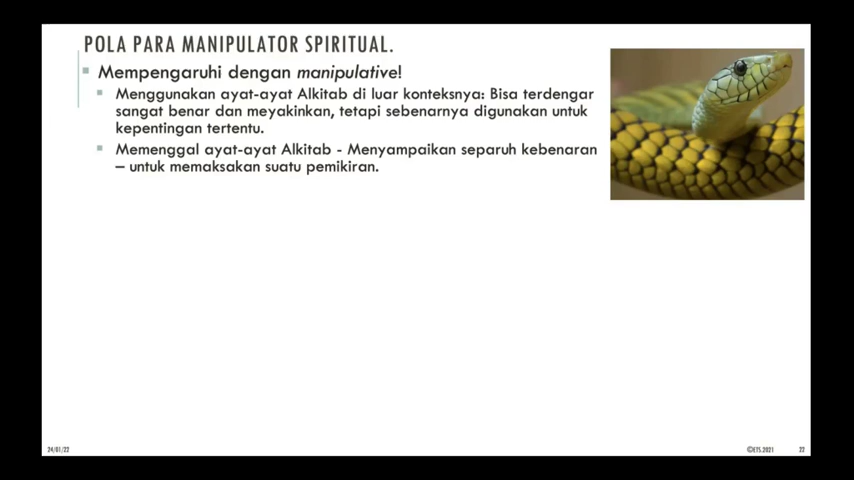 POLA PARA MANIPULATOR SPIRITUAL.
Mempengaruhi dengan manipulative!
Menggunakan ayat-ayat Alkitab di luar konteksnya: Bisa terdengar
sangat benar dan meyakinkan, tetapi sebenarnya digunakan untuk
kepentingan tertentu.
Memenggal ayat-ayat Alkitab - Menyampaikan separuh kebenaran
– untuk memaksakan suatu pemikiran.
24/01/22
©ETS.2021
22